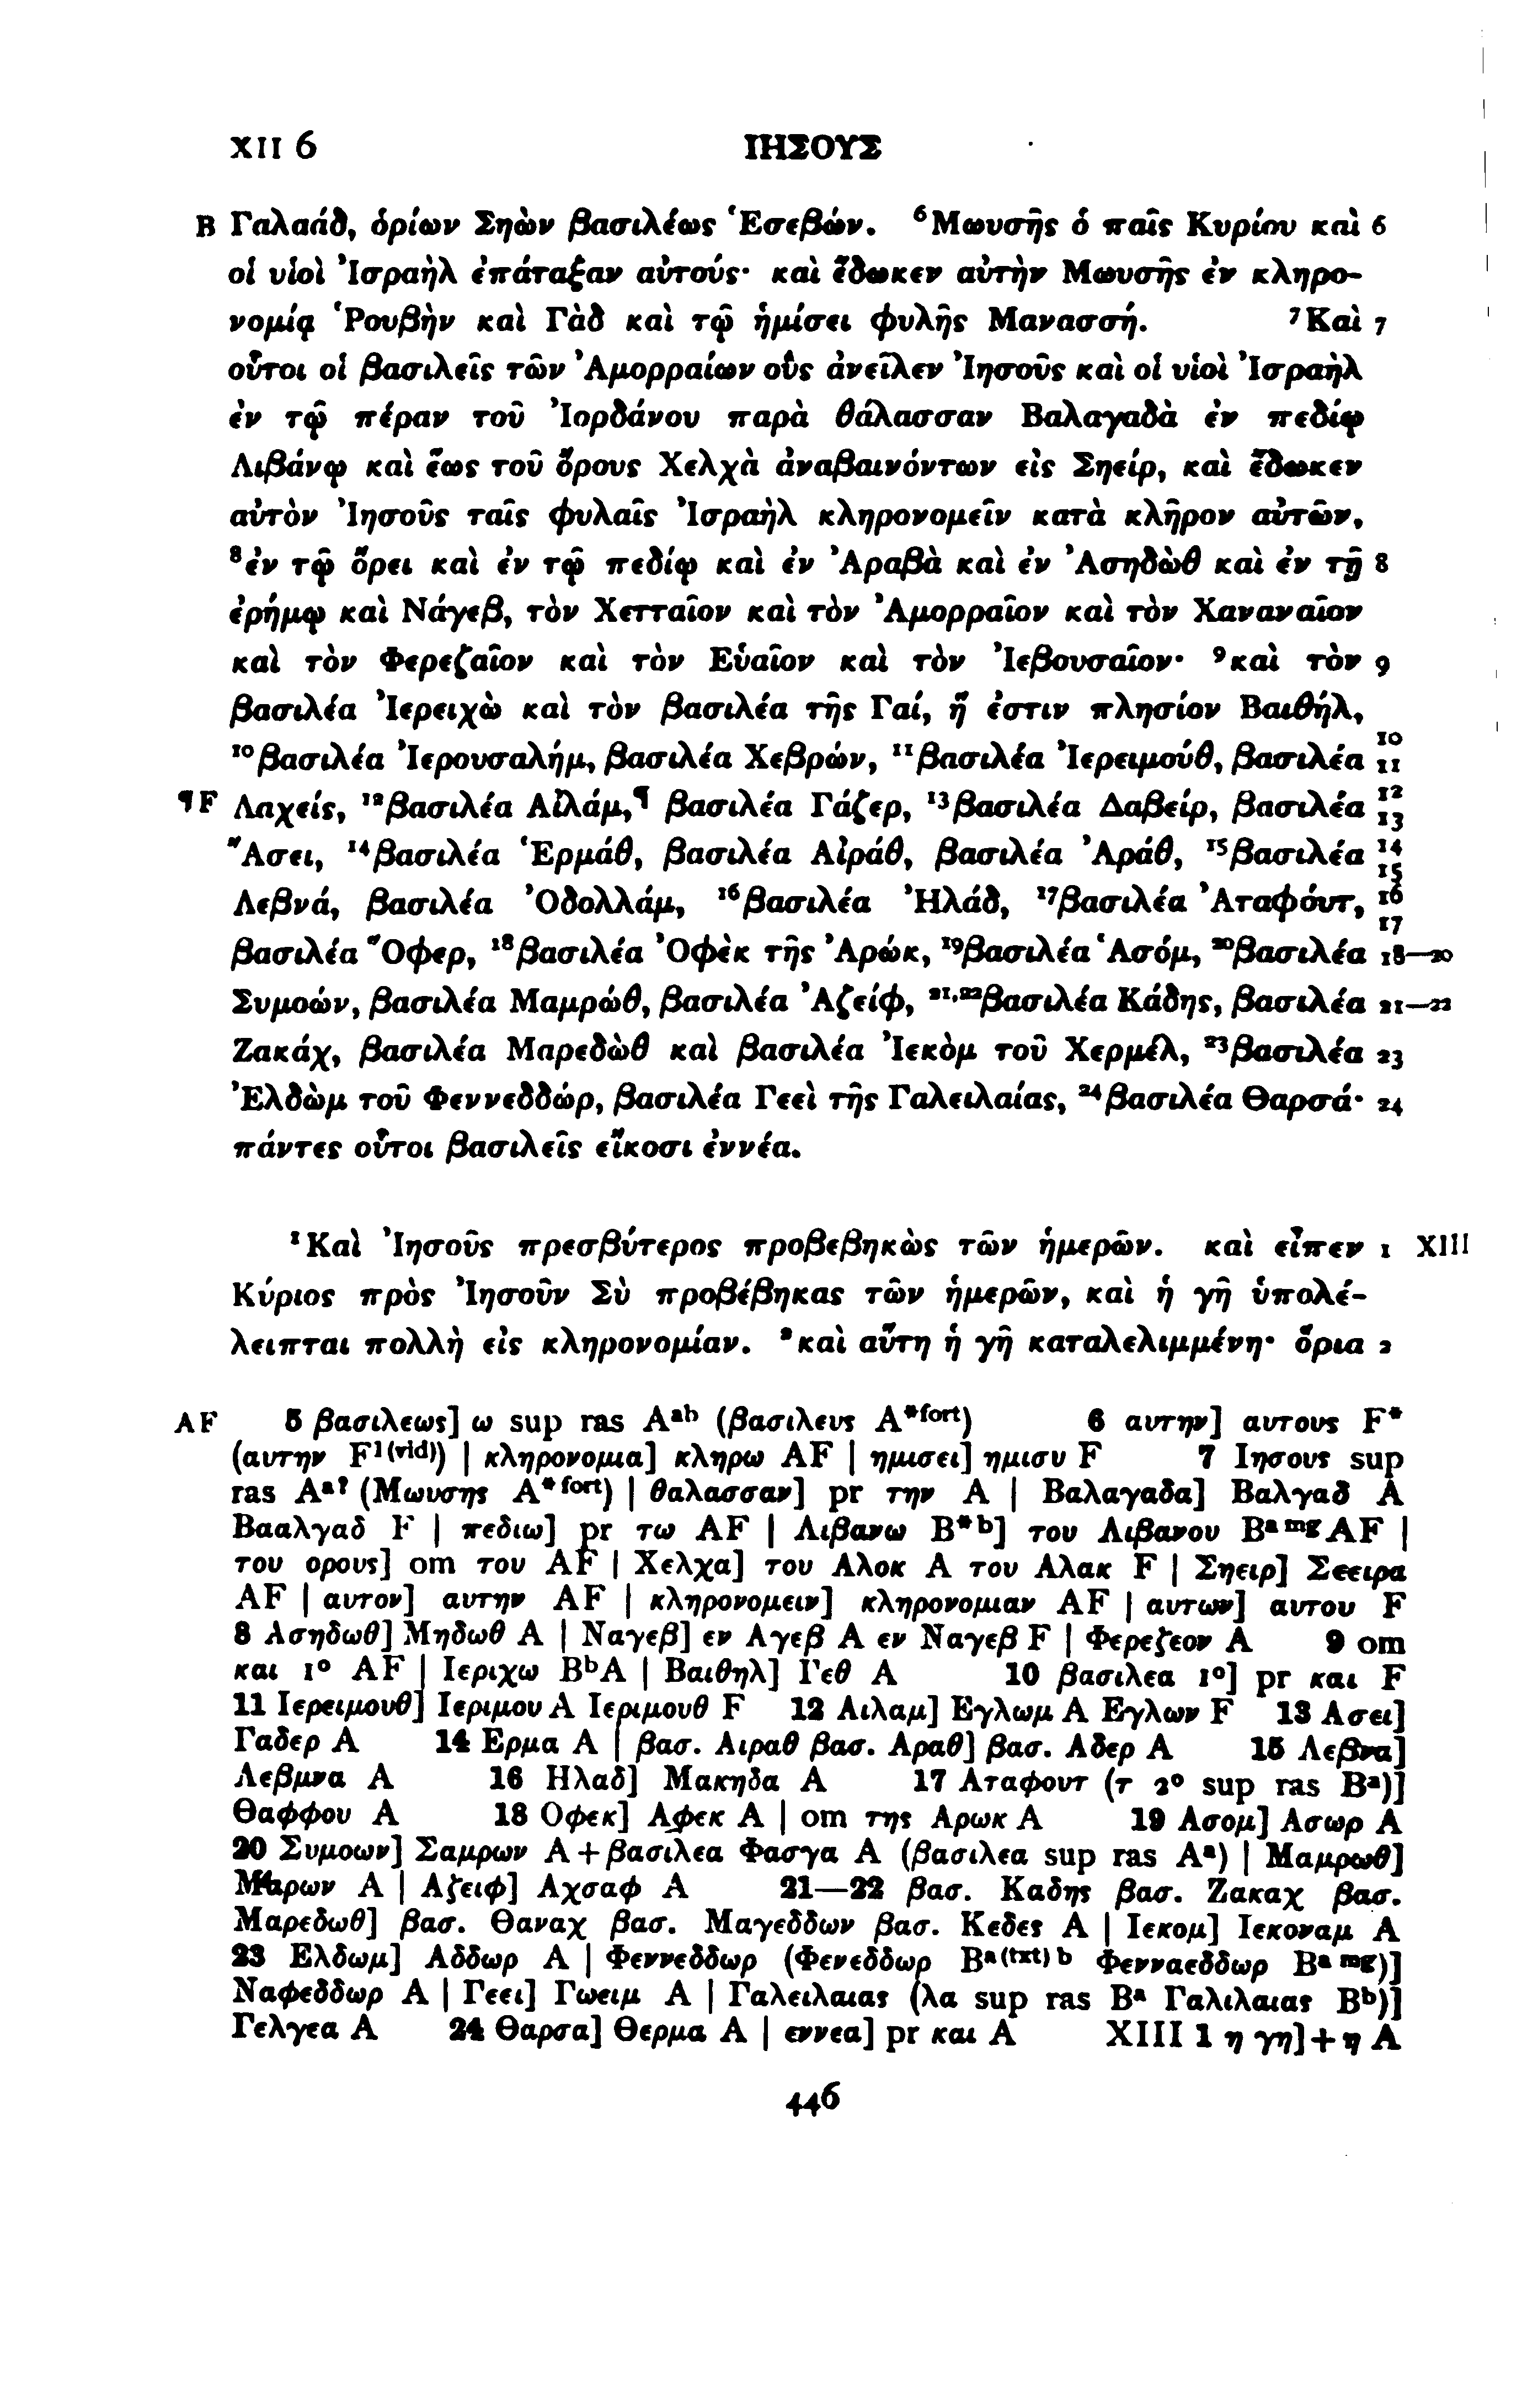 XII 6 ΙΗΣΟΥΣ
B Γαλαάδ, ὁρίων Σηὼν βασιλέως Ἑσεβών. ⁶Μωυσῆς ὁ παῖς Κυρίου καὶ 6
οἱ υἱοὶ Ἰσραὴλ ἐπάταξαν αὐτούς· καὶ ἔδωκεν αὐτὴν Μωυσῆς ἐν κληρο-
νομίᾳ Ῥουβὴν καὶ Γὰδ καὶ τῷ ἡμίσει φυλῆς Μανασσή. ⁷Καὶ 7
οὗτοι οἱ βασιλεῖς τῶν Ἀμορραίων οὓς ἀνεῖλεν Ἰησοῦς καὶ οἱ υἱοὶ Ἰσραὴλ
ἐν τῷ πέραν τοῦ Ἰορδάνου παρὰ θάλασσαν Βαλαγαδὰ ἐν πεδίῳ
Λιβάνῳ καὶ ἕως τοῦ ὄρους Χελχὰ ἀναβαινόντων εἰς Σηείρ, καὶ ἔδωκεν
αὐτὸν Ἰησοῦς ταῖς φυλαῖς Ἰσραὴλ κληρονομεῖν κατὰ κλῆρον αὐτῶν,
⁸ἐν τῷ ὄρει καὶ ἐν τῷ πεδίῳ καὶ ἐν Ἀραβὰ καὶ ἐν Ἀσηδὼθ καὶ ἐν τῇ 8
ἐρήμῳ καὶ Νάγεβ, τὸν Χετταῖον καὶ τὸν Ἀμορραῖον καὶ τὸν Χαναναῖον
καὶ τὸν Φερεζαῖον καὶ τὸν Εὑαῖον καὶ τὸν Ἰεβουσαῖον· ⁹καὶ τὸν 9
βασιλέα Ἰερειχὼ καὶ τὸν βασιλέα τῆς Γαί, ἥ ἐστιν πλησίον Βαιθήλ,
¹⁰βασιλέα Ἰερουσαλήμ, βασιλέα Χεβρών, ¹¹βασιλέα Ἰερειμούθ, βασιλέα 10 11
¶F Λαχείς, ¹²βασιλέα Αἰλάμ,¶ βασιλέα Γάζερ, ¹³βασιλέα Δαβείρ, βασιλέα 12 13
Ἄσει, ¹⁴βασιλέα Ἑρμάθ, βασιλέα Αἰράθ, βασιλέα Ἀράθ, ¹⁵βασιλέα 14 15
Λεβνά, βασιλέα Ὀδολλάμ, ¹⁶βασιλέα Ἠλάδ, ¹⁷βασιλέα Ἀταφούτ, 16 17
βασιλέα Ὄφερ, ¹⁸βασιλέα Ὀφὲκ τῆς Ἀρώκ, ¹⁹βασιλέα Ἁσόμ, ²⁰βασιλέα 18—20
Συμοών, βασιλέα Μαμρώθ, βασιλέα Ἀζείφ, ²¹,²²βασιλέα Κάδης, βασιλέα 21—22
Ζακάχ, βασιλέα Μαρεδὼθ καὶ βασιλέα Ἰεκὸμ τοῦ Χερμέλ, ²³βασιλέα 23
Ἐλδὼμ τοῦ Φεννεδδώρ, βασιλέα Γεεὶ τῆς Γαλειλαίας, ²⁴βασιλέα Θαρσά· 24
πάντες οὗτοι βασιλεῖς εἴκοσι ἐννέα.
¹Καὶ Ἰησοῦς πρεσβύτερος προβεβηκὼς τῶν ἡμερῶν. καὶ εἶπεν 1 XIII
Κύριος πρὸς Ἰησοῦν Σὺ προβέβηκας τῶν ἡμερῶν, καὶ ἡ γῆ ὑπολέ-
λειπται πολλὴ εἰς κληρονομίαν. ²καὶ αὕτη ἡ γῆ καταλελιμμένη· ὅρια 2
AF 5 βασιλεως] ω sup ras Aᵃᵇ (βασιλευς A*ᶠᵒʳᵗ) 6 αυτην] αυτους F*
(αυτην F¹⁽ᵛⁱᵈ⁾) | κληρονομια] κληρω AF | ημισει] ημισυ F 7 Ιησους sup
ras Aᵃ? (Μωυσης A*ᶠᵒʳᵗ) | θαλασσαν] pr την A | Βαλαγαδα] Βαλγαδ A
Βααλγαδ F | πεδιω] pr τω AF | Λιβανω B*ᵇ] του Λιβανου Bᵃᵐᵍ AF |
του ορους] om του AF | Χελχα] του Αλοκ A του Αλακ F | Σηειρ] Σεειρα
AF | αυτον] αυτην AF | κληρονομειν] κληρονομιαν AF | αυτων] αυτου F
8 Ασηδωθ] Μηδωθ A | Ναγεβ] εν Αγεβ A εν Ναγεβ F | Φερεζεον A 9 om
και 1° AF | Ιεριχω BᵇA | Βαιθηλ] Γεθ A 10 βασιλεα 1°] pr και F
11 Ιερειμουθ] Ιεριμου A Ιεριμουθ F 12 Αιλαμ] Εγλωμ A Εγλων F 13 Ασει]
Γαδερ A 14 Ερμα A | βασ. Αιραθ βασ. Αραθ] βασ. Αδερ A 15 Λεβνα]
Λεβμνα A 16 Ηλαδ] Μακηδα A 17 Αταφουτ (τ 2° sup ras Bᵃ)]
Θαφφου A 18 Οφεκ] Αφεκ A | om της Αρωκ A 19 Ασομ] Ασωρ A
20 Συμοων] Σαμρων A + βασιλεα Φασγα A (βασιλεα sup ras Aᵃ) | Μαμρωθ]
Μαρων A | Αζειφ] Αχσαφ A 21—22 βασ. Καδης βασ. Ζακαχ βασ.
Μαρεδωθ] βασ. Θαναχ βασ. Μαγεδδων βασ. Κεδες A | Ιεκομ] Ιεκοναμ A
23 Ελδωμ] Αδδωρ A | Φεννεδδωρ (Φενεδδωρ Bᵃ⁽ᵗˣᵗ⁾ᵇ Φενναεδδωρ Bᵃᵐᵍ)]
Ναφεδδωρ A | Γεει] Γωειμ A | Γαλειλαιας (λα sup ras Bᵃ Γαλιλαιας Bᵇ)]
Γελγεα A 24 Θαρσα] Θερμα A | εννεα] pr και A XIII 1 η γη]+η A
446